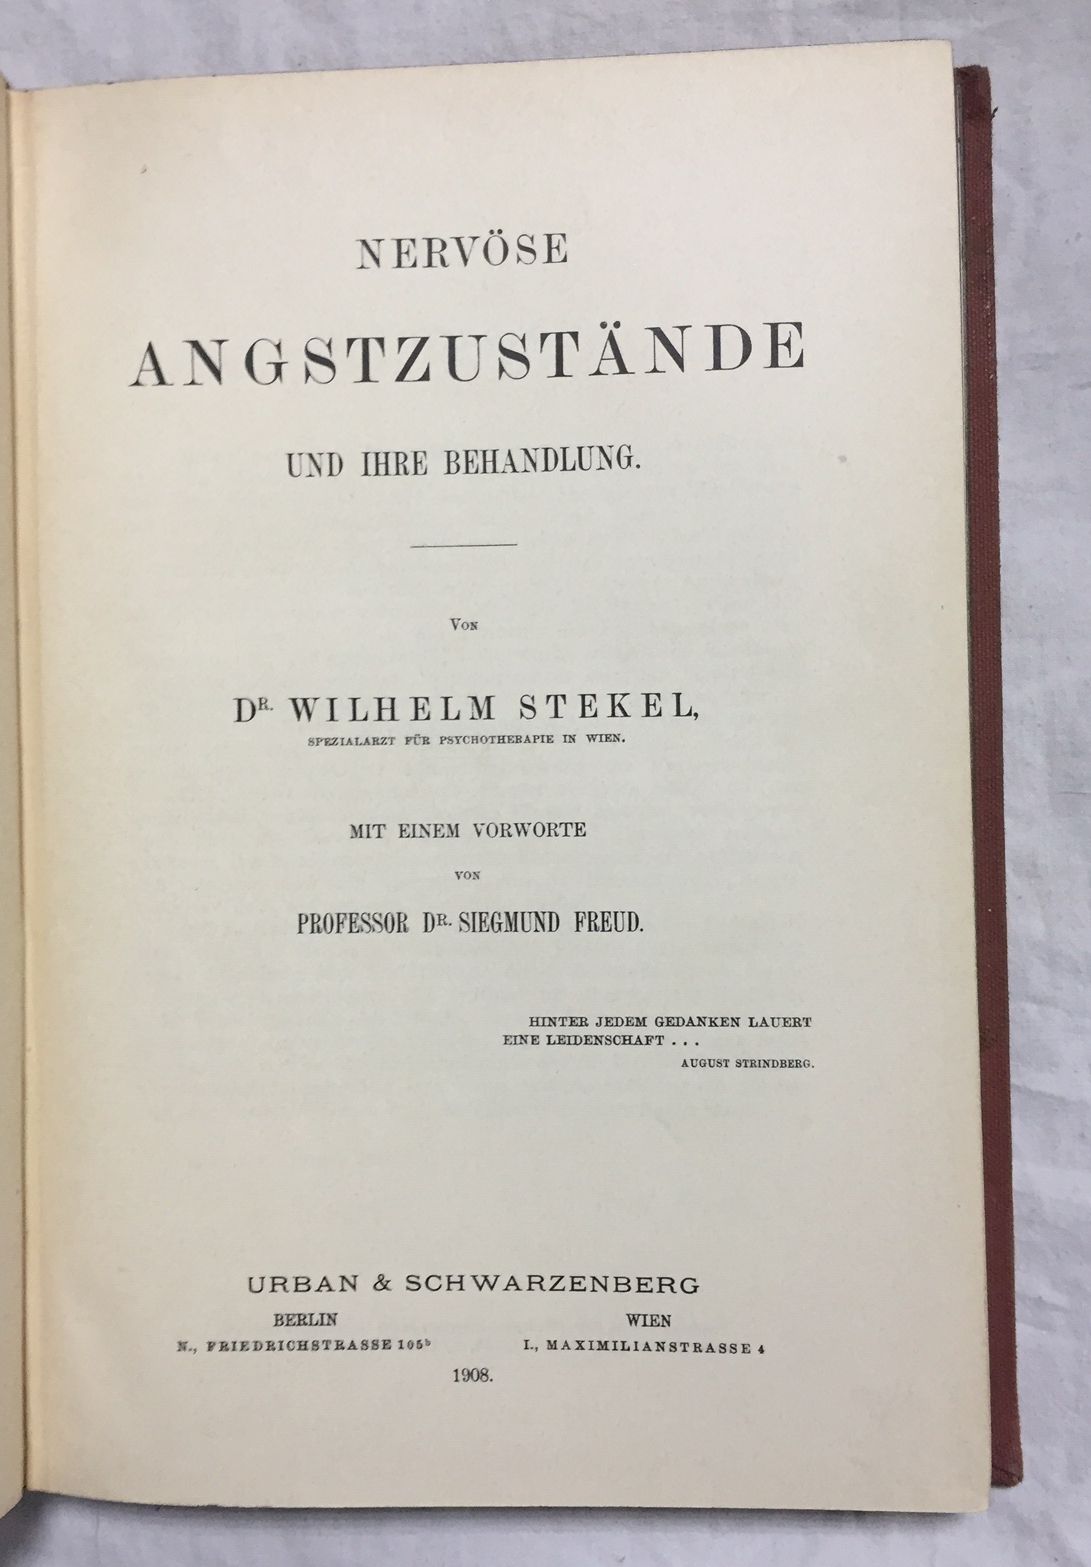 NERVÖSE
ANGSTZUSTÄNDE
UND IHRE BEHANDLUNG.
VON
DR. WILHELM STEKEL,
SPEZIALARZT FÜR PSYCHOTHERAPIE IN WIEN.
MIT EINEM VORWORTE
VON
PROFESSOR DR. SIEGMUND FREUD.
HINTER JEDEM GEDANKEN LAUERT
EINE LEIDENSCHAFT . . .
AUGUST STRINDBERG.
URBAN & SCHWARZENBERG
BERLIN WIEN
N., FRIEDRICHSTRASSE 105b I., MAXIMILIANSTRASSE 4
1908.